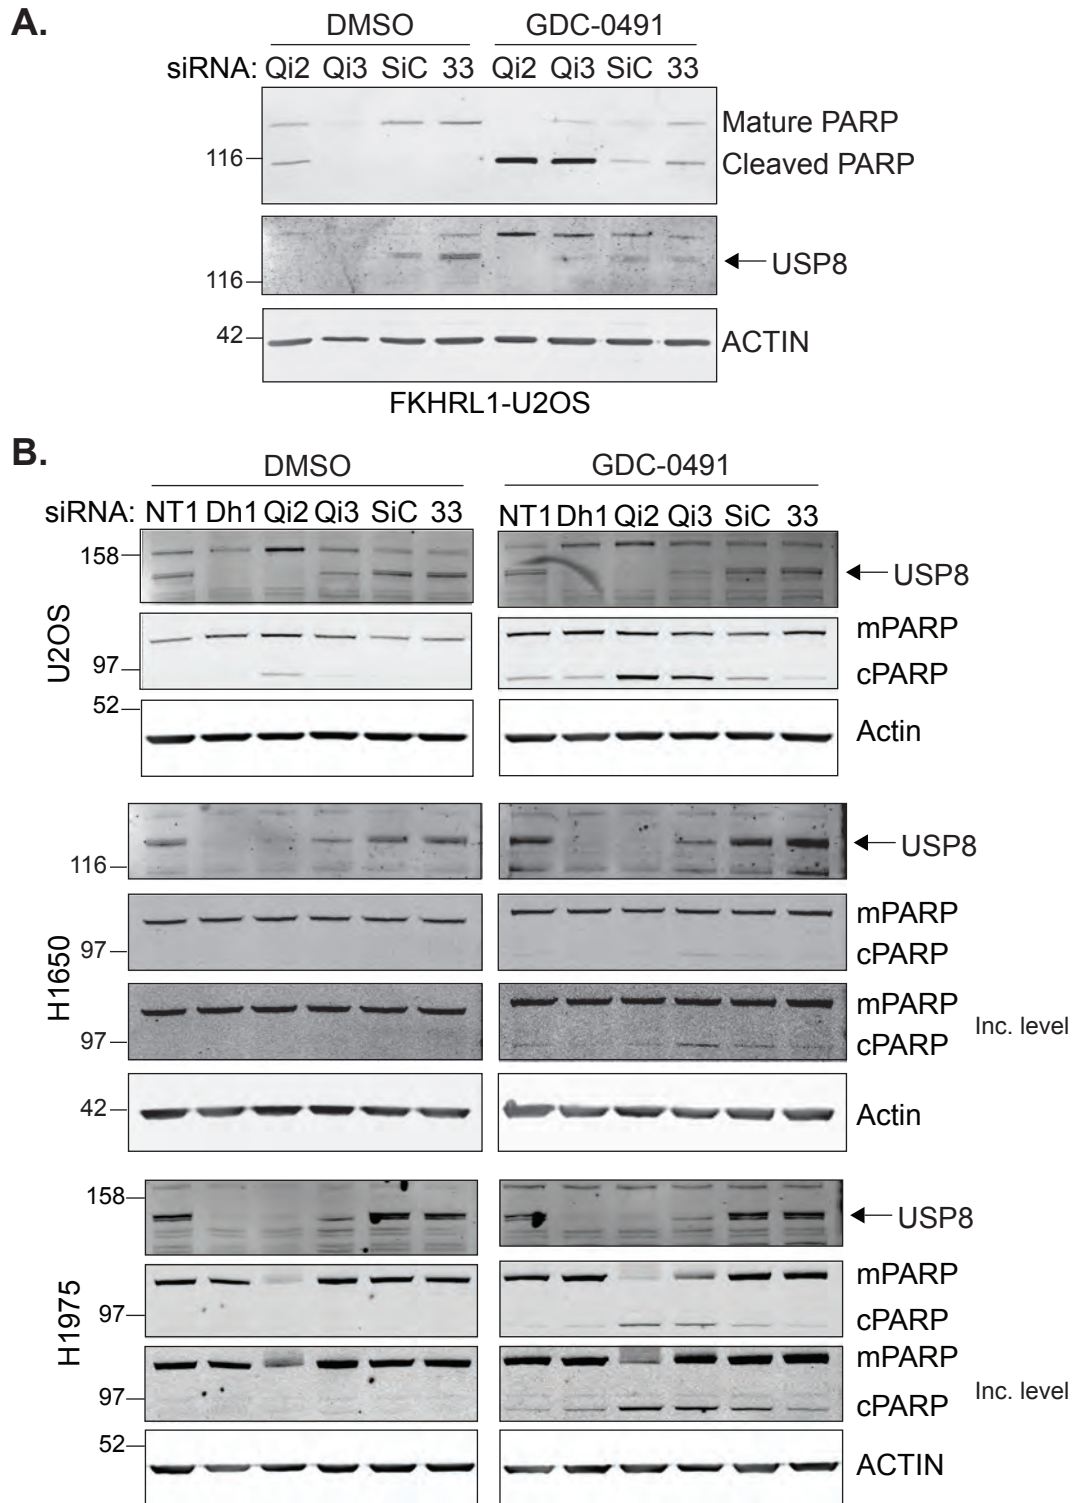 A.
DMSO GDC-0491
siRNA: Qi2 Qi3 SiC 33 Qi2 Qi3 SiC 33
Mature PARP
116 Cleaved PARP
USP8
116
42 ACTIN
FKHRL1-U2OS
B.
DMSO GDC-0491
siRNA: NT1 Dh1 Qi2 Qi3 SiC 33 NT1 Dh1 Qi2 Qi3 SiC 33
U2OS
158 USP8
mPARP
97 cPARP
52
Actin
H1650
USP8
116
mPARP
97 cPARP
mPARP
Inc. level
97 cPARP
42 Actin
H1975
158 USP8
mPARP
97 cPARP
mPARP
Inc. level
97 cPARP
52
ACTIN